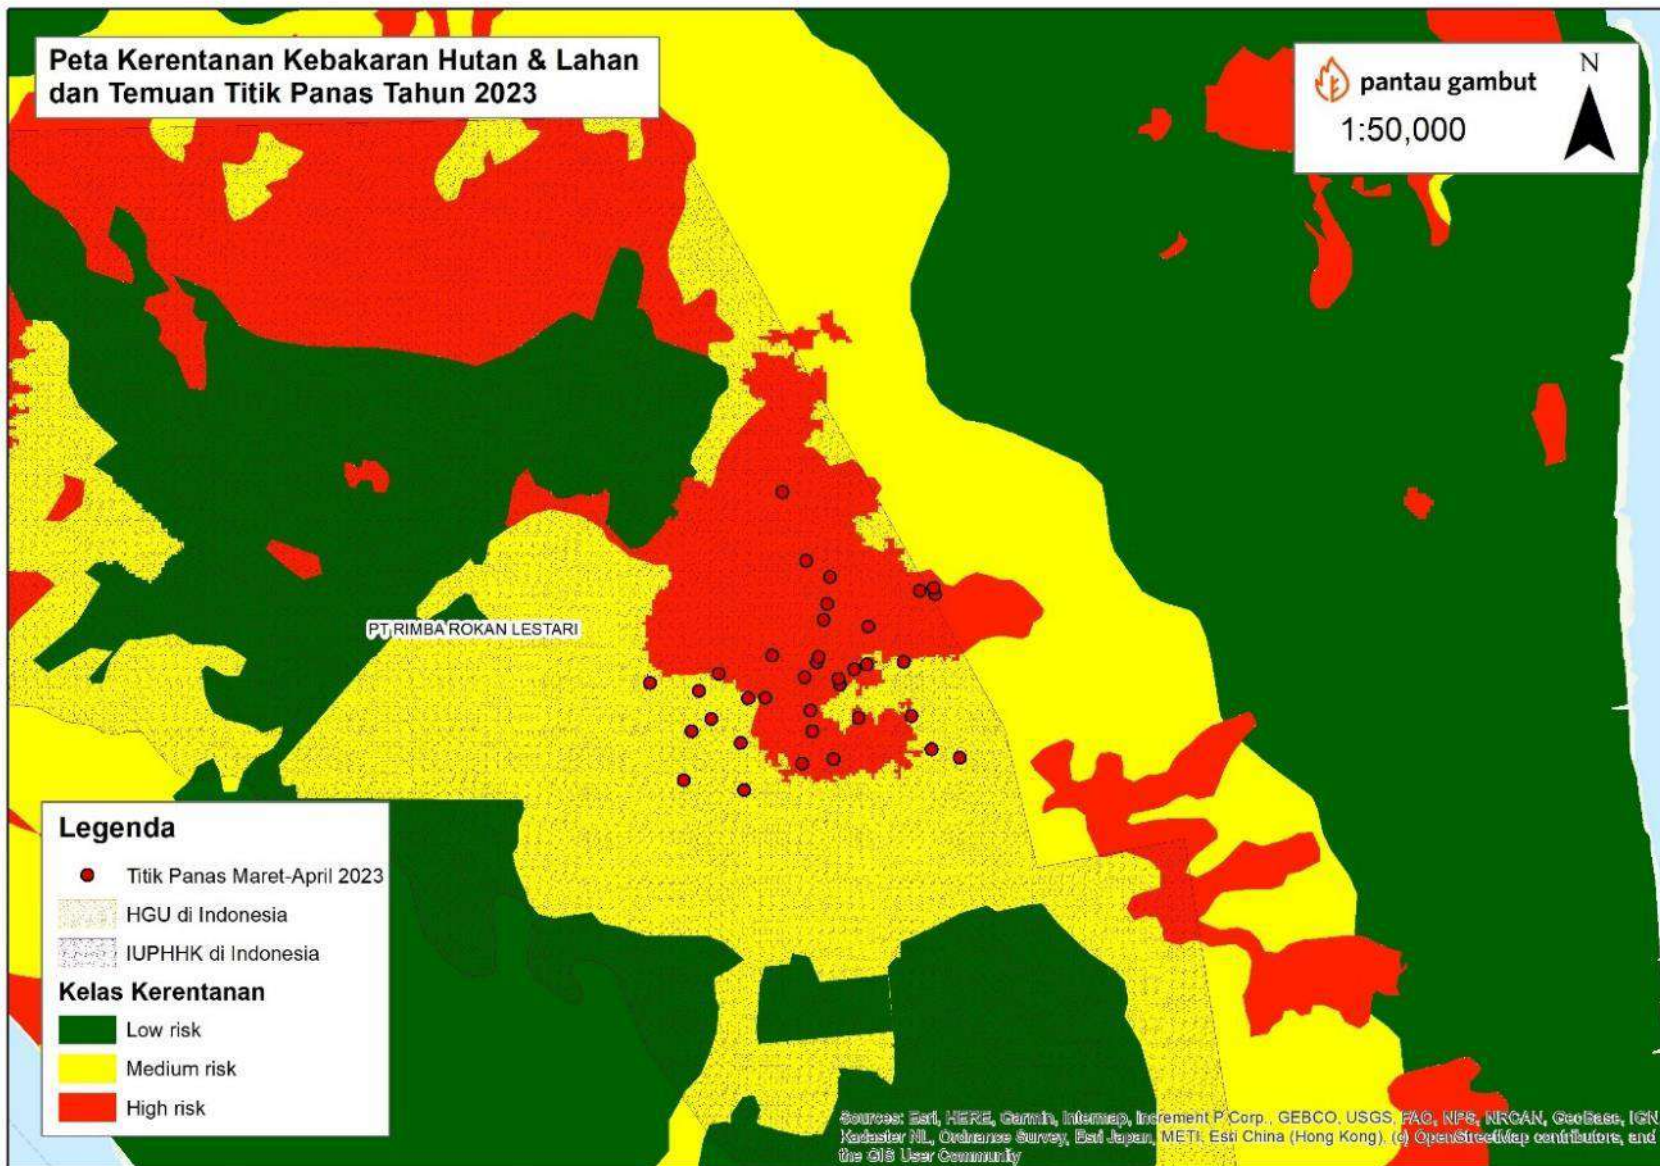 Peta Kerentanan Kebakaran Hutan & Lahan
dan Temuan Titik Panas Tahun 2023
pantau gambut
1:50,000
N
PT RIMBA ROKAN LESTARI
Legenda
Titik Panas Maret-April 2023
HGU di Indonesia
IUPHHK di Indonesia
Kelas Kerentanan
Low risk
Medium risk
High risk
Sources: Esri, HERE, Garmin, Intermap, increment P Corp., GEBCO, USGS, FAO, NPS, NRCAN, GeoBase, IGN,
Kadaster NL, Ordnance Survey, Esri Japan, METI, Esri China (Hong Kong), (c) OpenStreetMap contributors, and
the GIS User Community